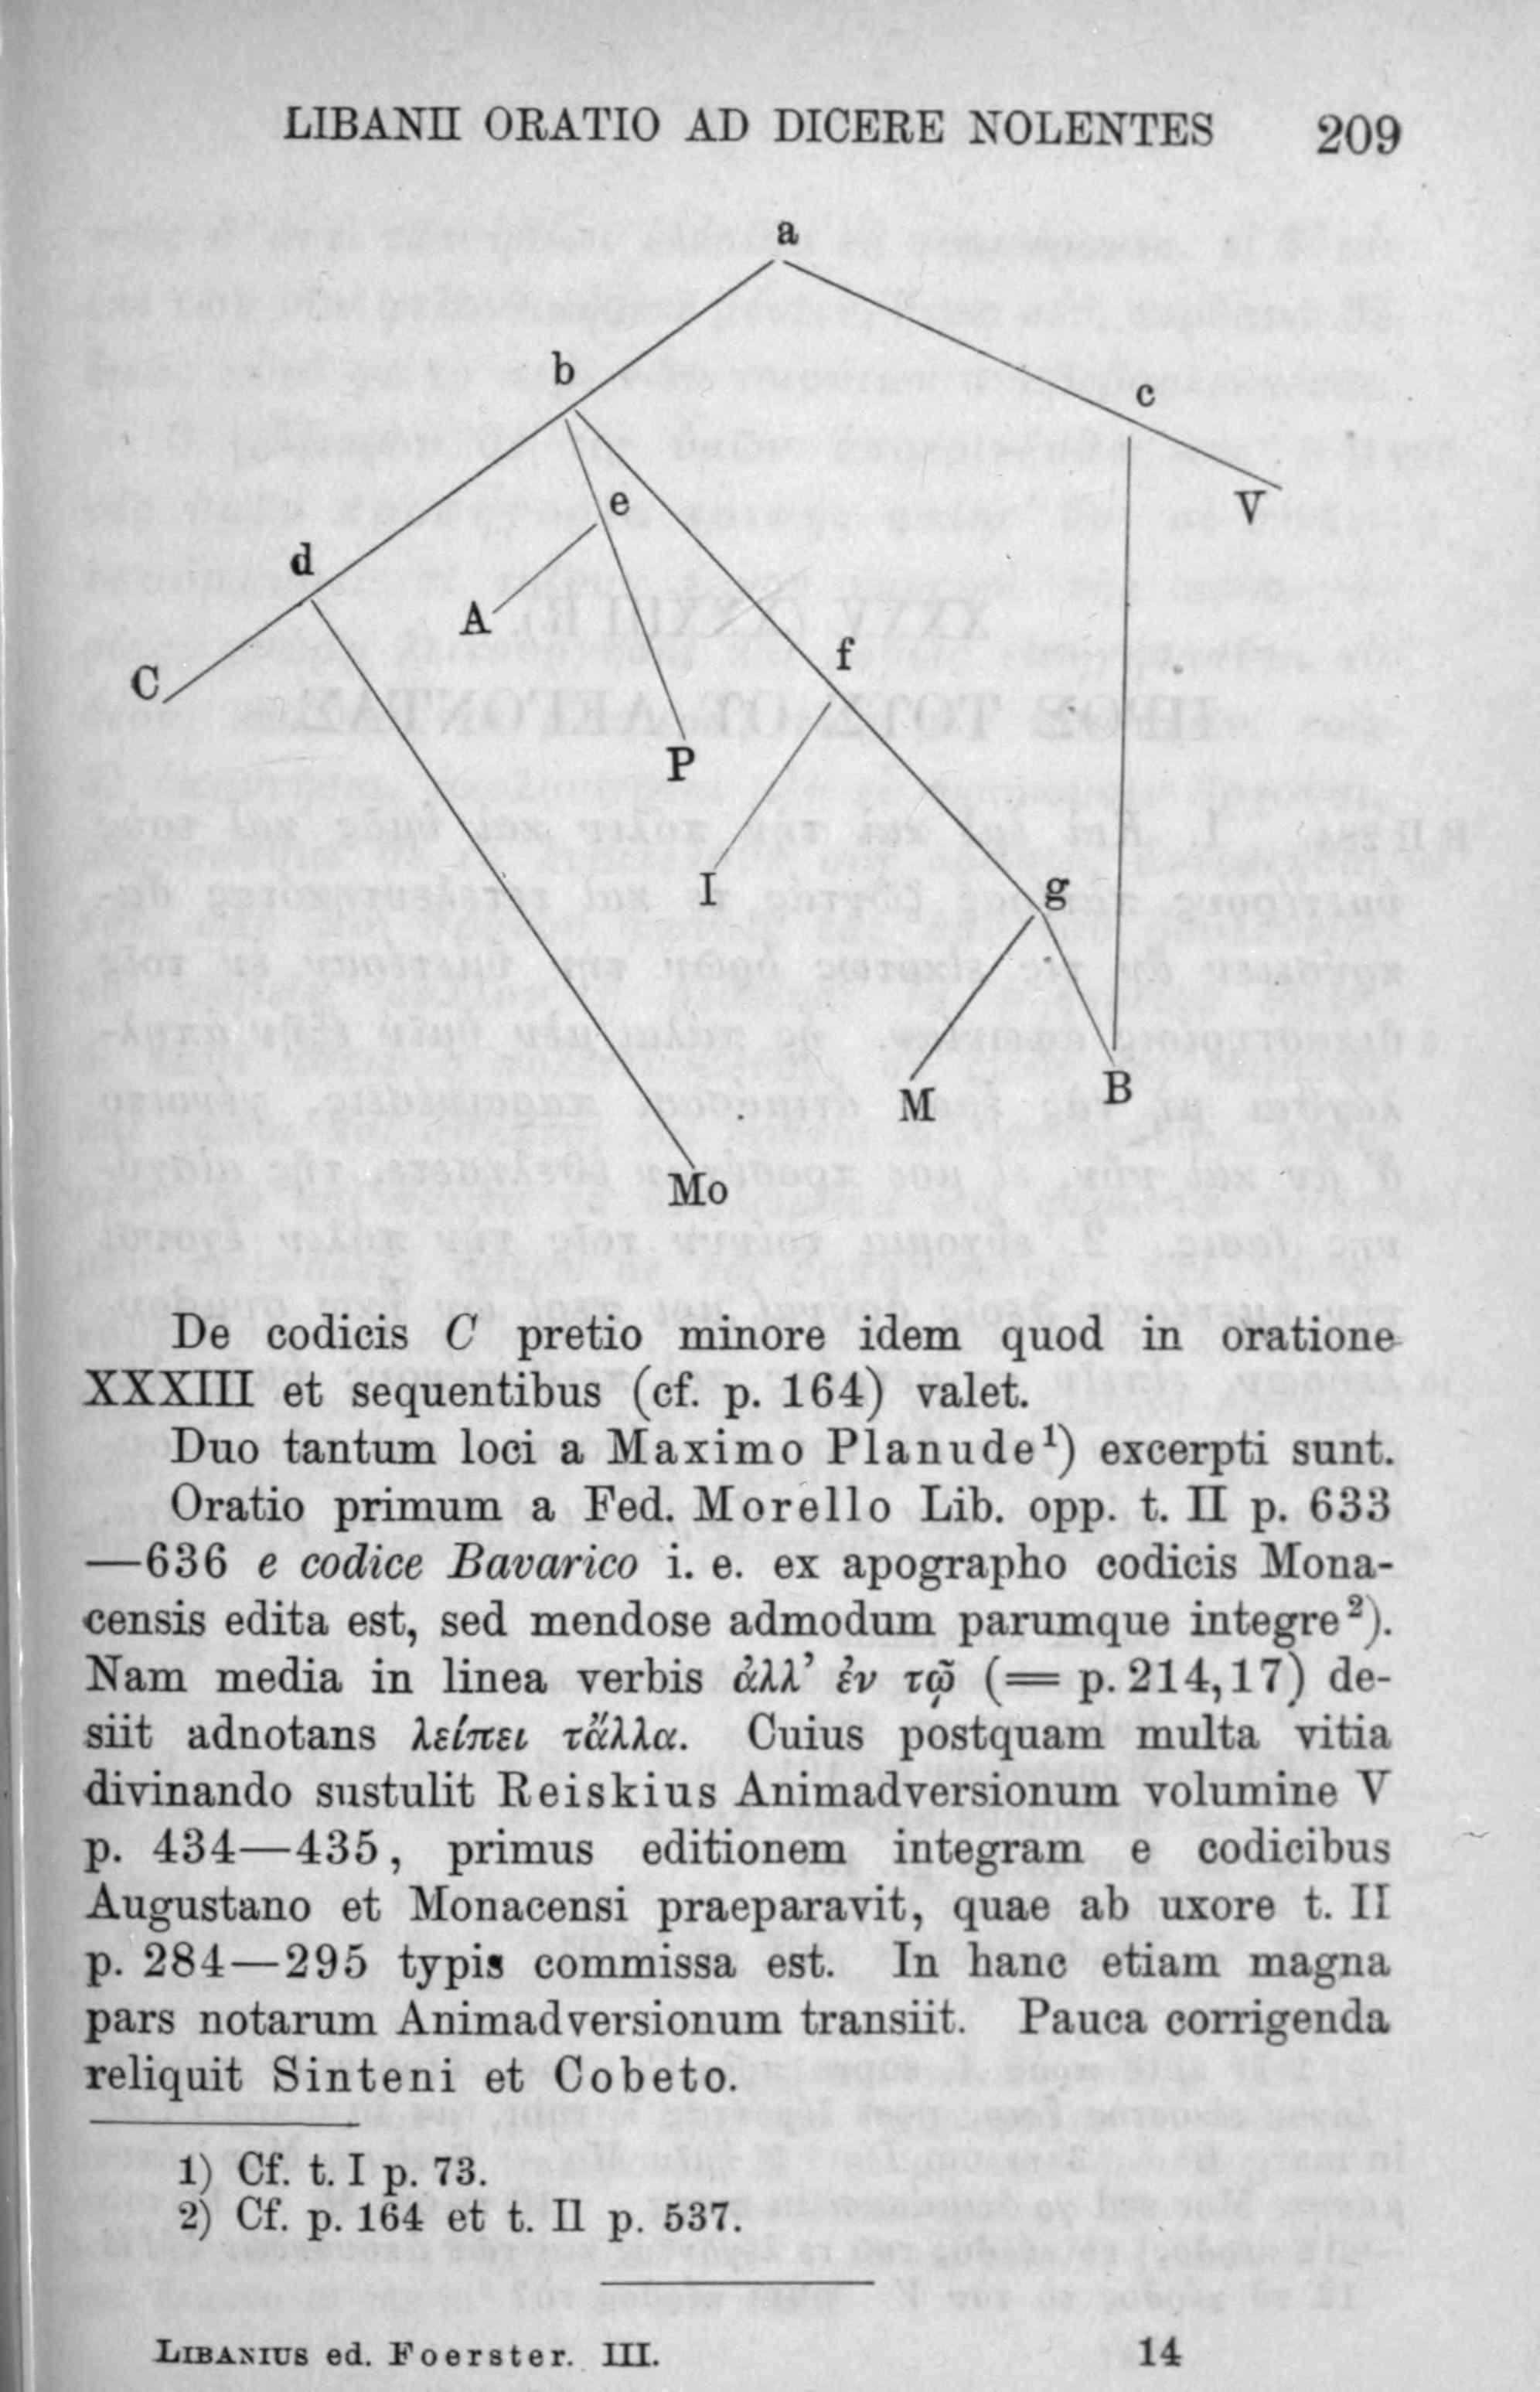 LIBANII ORATIO AD DICERE NOLENTES 209
a
b
c
e
V
d
A
f
C
P
I
g
M
B
Mo
De codicis C pretio minore idem quod in oratione
XXXIII et sequentibus (cf. p. 164) valet.
Duo tantum loci a Maximo Planude¹) excerpti sunt.
Oratio primum a Fed. Morello Lib. opp. t. II p. 633
—636 e codice Bavarico i. e. ex apographo codicis Mona-
censis edita est, sed mendose admodum parumque integre²).
Nam media in linea verbis ἀλλ’ ἐν τῷ (= p. 214,17) de-
siit adnotans λείπει τἄλλα. Cuius postquam multa vitia
divinando sustulit Reiskius Animadversionum volumine V
p. 434—435, primus editionem integram e codicibus
Augustano et Monacensi praeparavit, quae ab uxore t. II
p. 284—295 typis commissa est. In hanc etiam magna
pars notarum Animadversionum transiit. Pauca corrigenda
reliquit Sinteni et Cobeto.
1) Cf. t. I p. 73.
2) Cf. p. 164 et t. II p. 537.
LIBANIUS ed. Foerster. III. 14